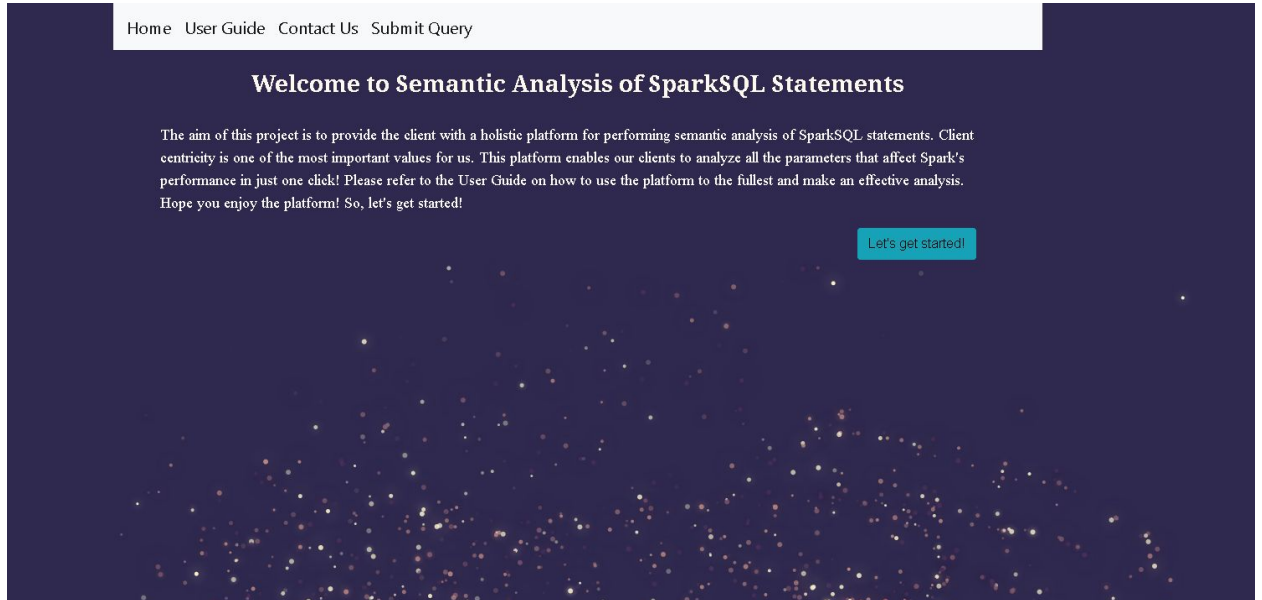 Home User Guide Contact Us Submit Query
Welcome to Semantic Analysis of SparkSQL Statements
The aim of this project is to provide the client with a holistic platform for performing semantic analysis of SparkSQL statements. Client
centricity is one of the most important values for us. This platform enables our clients to analyze all the parameters that affect Spark's
performance in just one click! Please refer to the User Guide on how to use the platform to the fullest and make an effective analysis.
Hope you enjoy the platform! So, let's get started!
Let's get started!